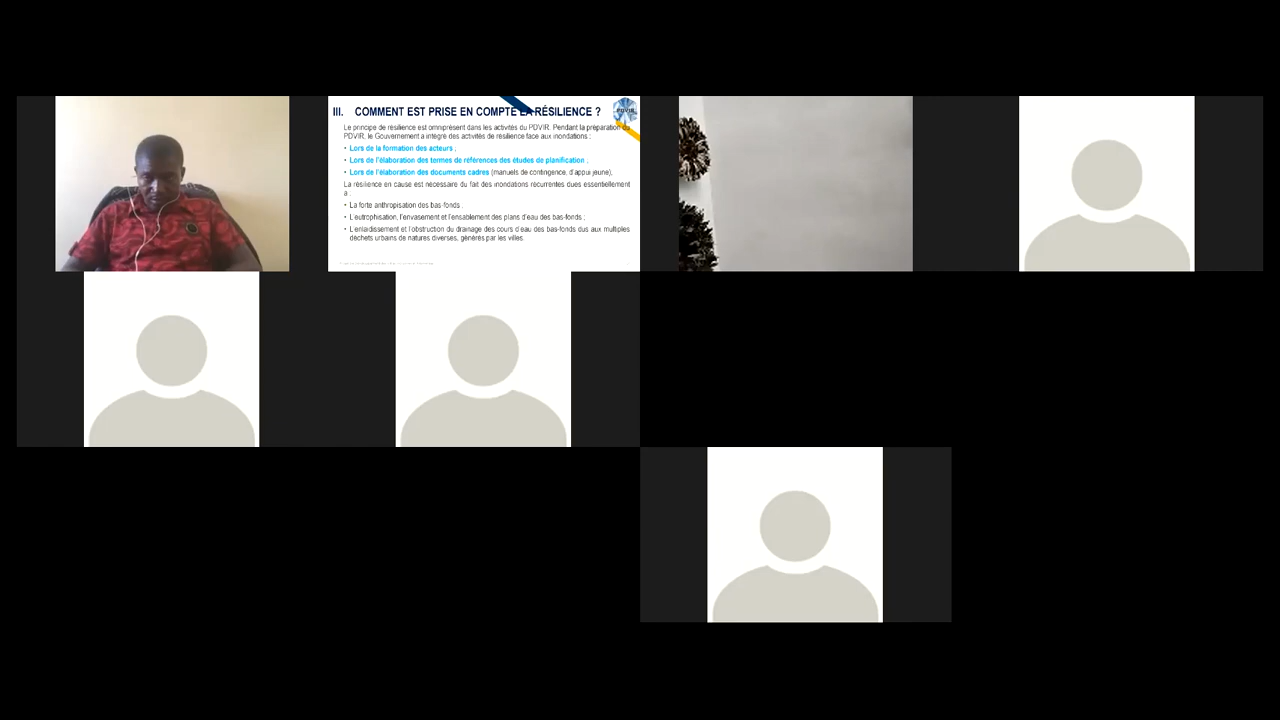 III. COMMENT EST PRISE EN COMPTE LA RÉSILIENCE ?
PDVIR
Le principe de résilience est omniprésent dans les activités du PDVIR. Pendant la préparation du
PDVIR, le Gouvernement a intégré des activités de résilience face aux inondations :
• Lors de la formation des acteurs ;
• Lors de l'élaboration des termes de références des études de planification ;
• Lors de l'élaboration des documents cadres (manuels de contingence, d'appui jeune),
La résilience en cause est nécessaire du fait des inondations récurrentes dues essentiellement
a :
• La forte anthropisation des bas-fonds ;
• L'eutrophisation, l'envasement et l'ensablement des plans d'eau des bas-fonds ;
• L'enlaidissement et l'obstruction du drainage des cours d'eau des bas-fonds dus aux multiples
déchets urbains de natures diverses, générés par les villes.